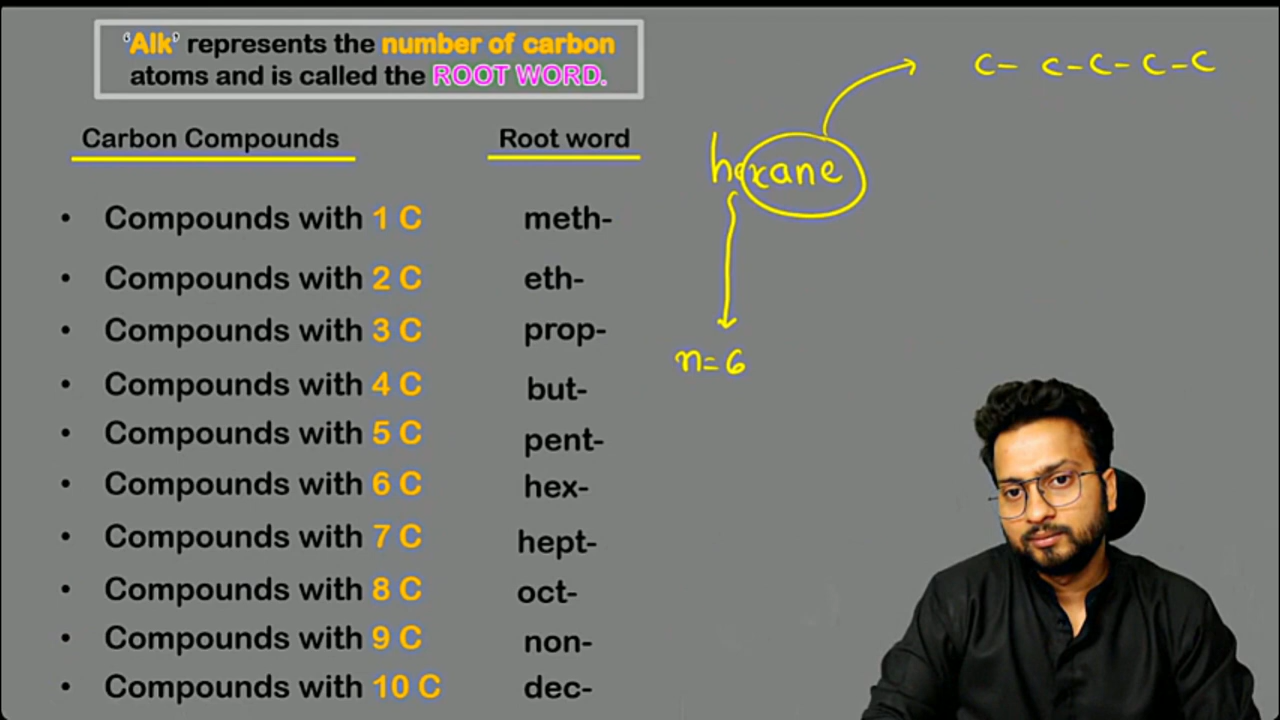 ‘Alk’ represents the number of carbon
atoms and is called the ROOT WORD.
Carbon Compounds Root word
• Compounds with 1 C meth-
• Compounds with 2 C eth-
• Compounds with 3 C prop-
• Compounds with 4 C but-
• Compounds with 5 C pent-
• Compounds with 6 C hex-
• Compounds with 7 C hept-
• Compounds with 8 C oct-
• Compounds with 9 C non-
• Compounds with 10 C dec-
C- C-C-C-C
hexane
n=6